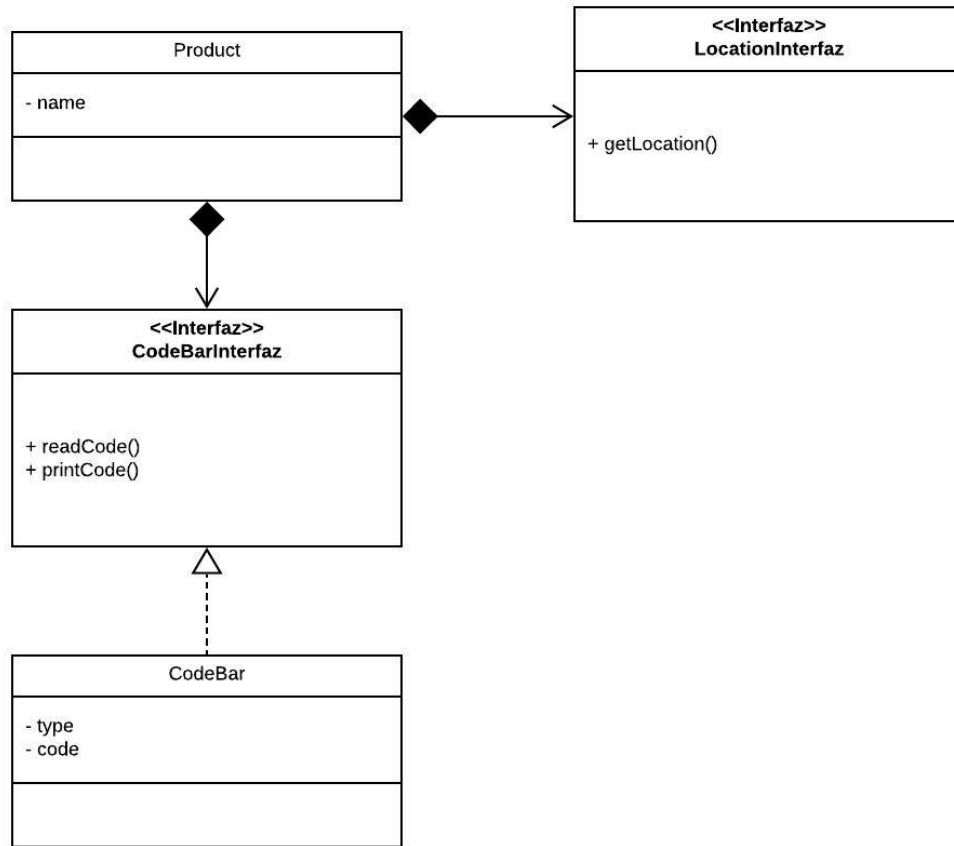 Product
- name
<<Interfaz>>
LocationInterfaz
+ getLocation()
<<Interfaz>>
CodeBarInterfaz
+ readCode()
+ printCode()
CodeBar
- type
- code